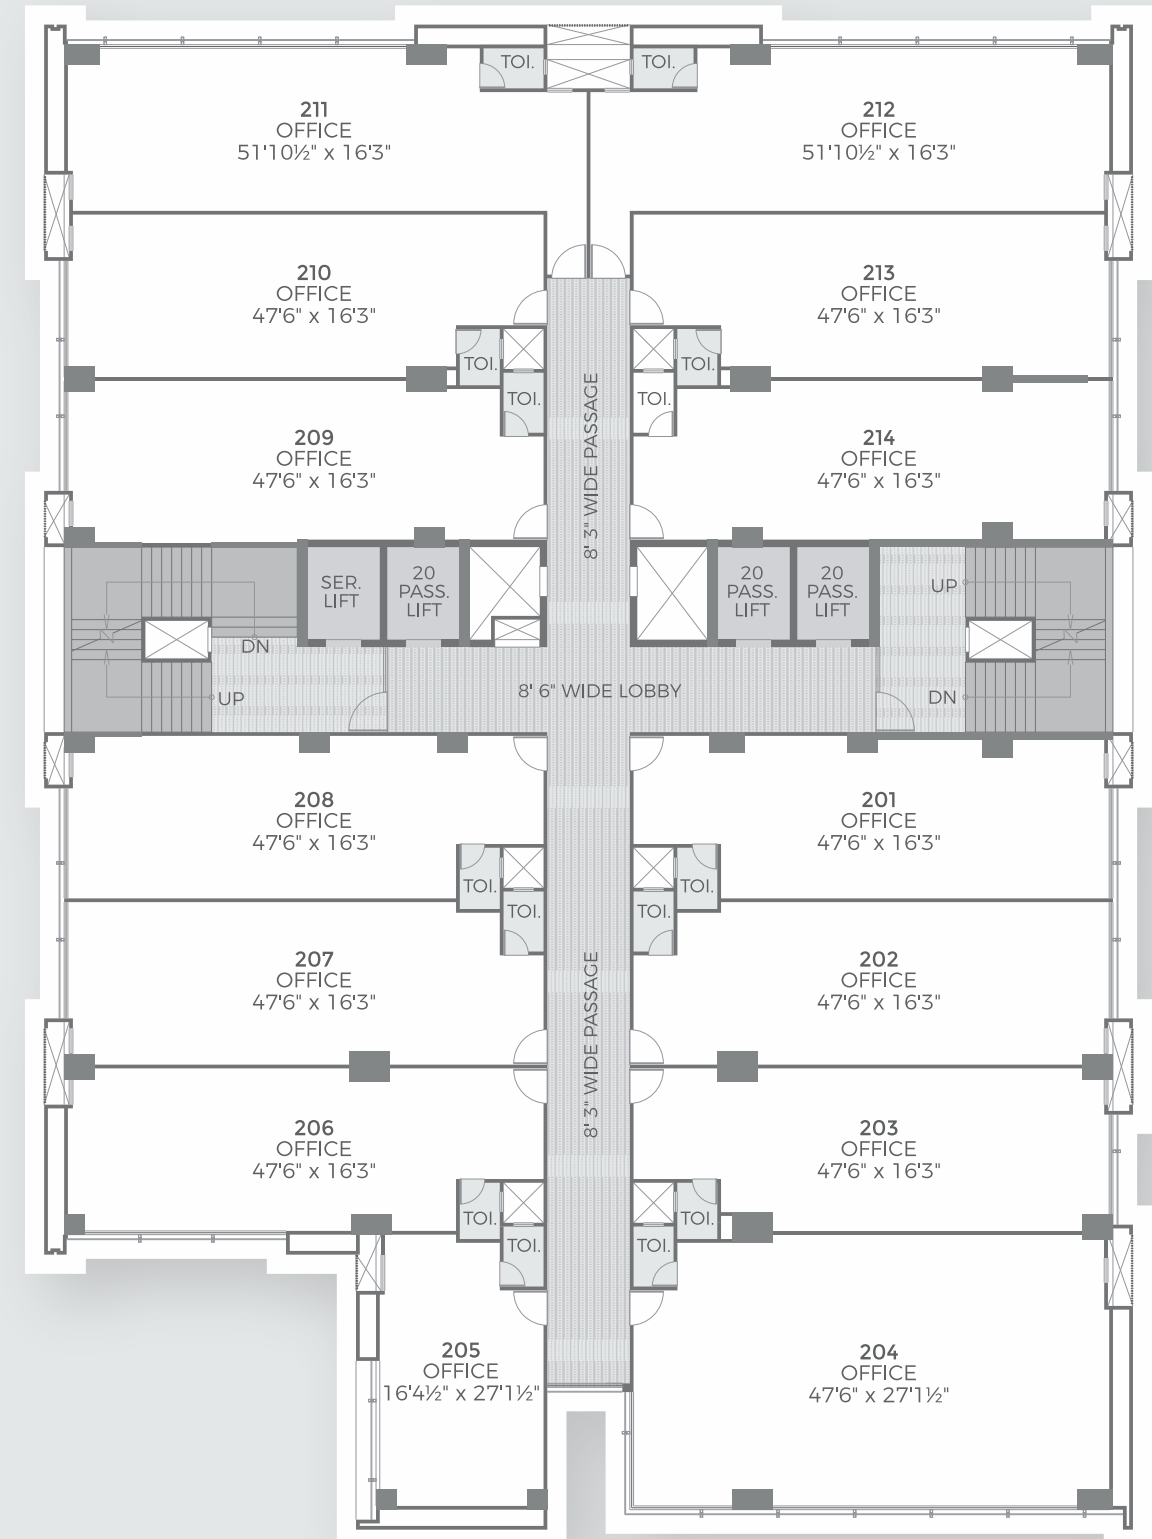 TOI.
TOI.
211
OFFICE
51'10½" x 16'3"
212
OFFICE
51'10½" x 16'3"
210
OFFICE
47'6" x 16'3"
213
OFFICE
47'6" x 16'3"
TOI.
TOI.
TOI.
TOI.
8' 3" WIDE PASSAGE
209
OFFICE
47'6" x 16'3"
214
OFFICE
47'6" x 16'3"
SER.
LIFT
20
PASS.
LIFT
20
PASS.
LIFT
20
PASS.
LIFT
UP
DN
UP
DN
8' 6" WIDE LOBBY
208
OFFICE
47'6" x 16'3"
201
OFFICE
47'6" x 16'3"
TOI.
TOI.
TOI.
TOI.
207
OFFICE
47'6" x 16'3"
202
OFFICE
47'6" x 16'3"
8' 3" WIDE PASSAGE
206
OFFICE
47'6" x 16'3"
203
OFFICE
47'6" x 16'3"
TOI.
TOI.
TOI.
TOI.
205
OFFICE
16'4½" x 27'1½"
204
OFFICE
47'6" x 27'1½"